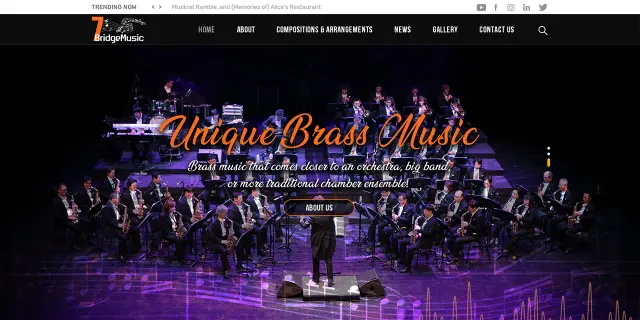 TRENDING NOW
Muskrat Ramble, and (Memories of) Alice's Restaurant
7
BridgeMusic
HOME
ABOUT
COMPOSITIONS & ARRANGEMENTS
NEWS
GALLERY
CONTACT US
Unique Brass Music
Brass music that comes closer to an orchestra, big band,
or more traditional chamber ensemble!
ABOUT US